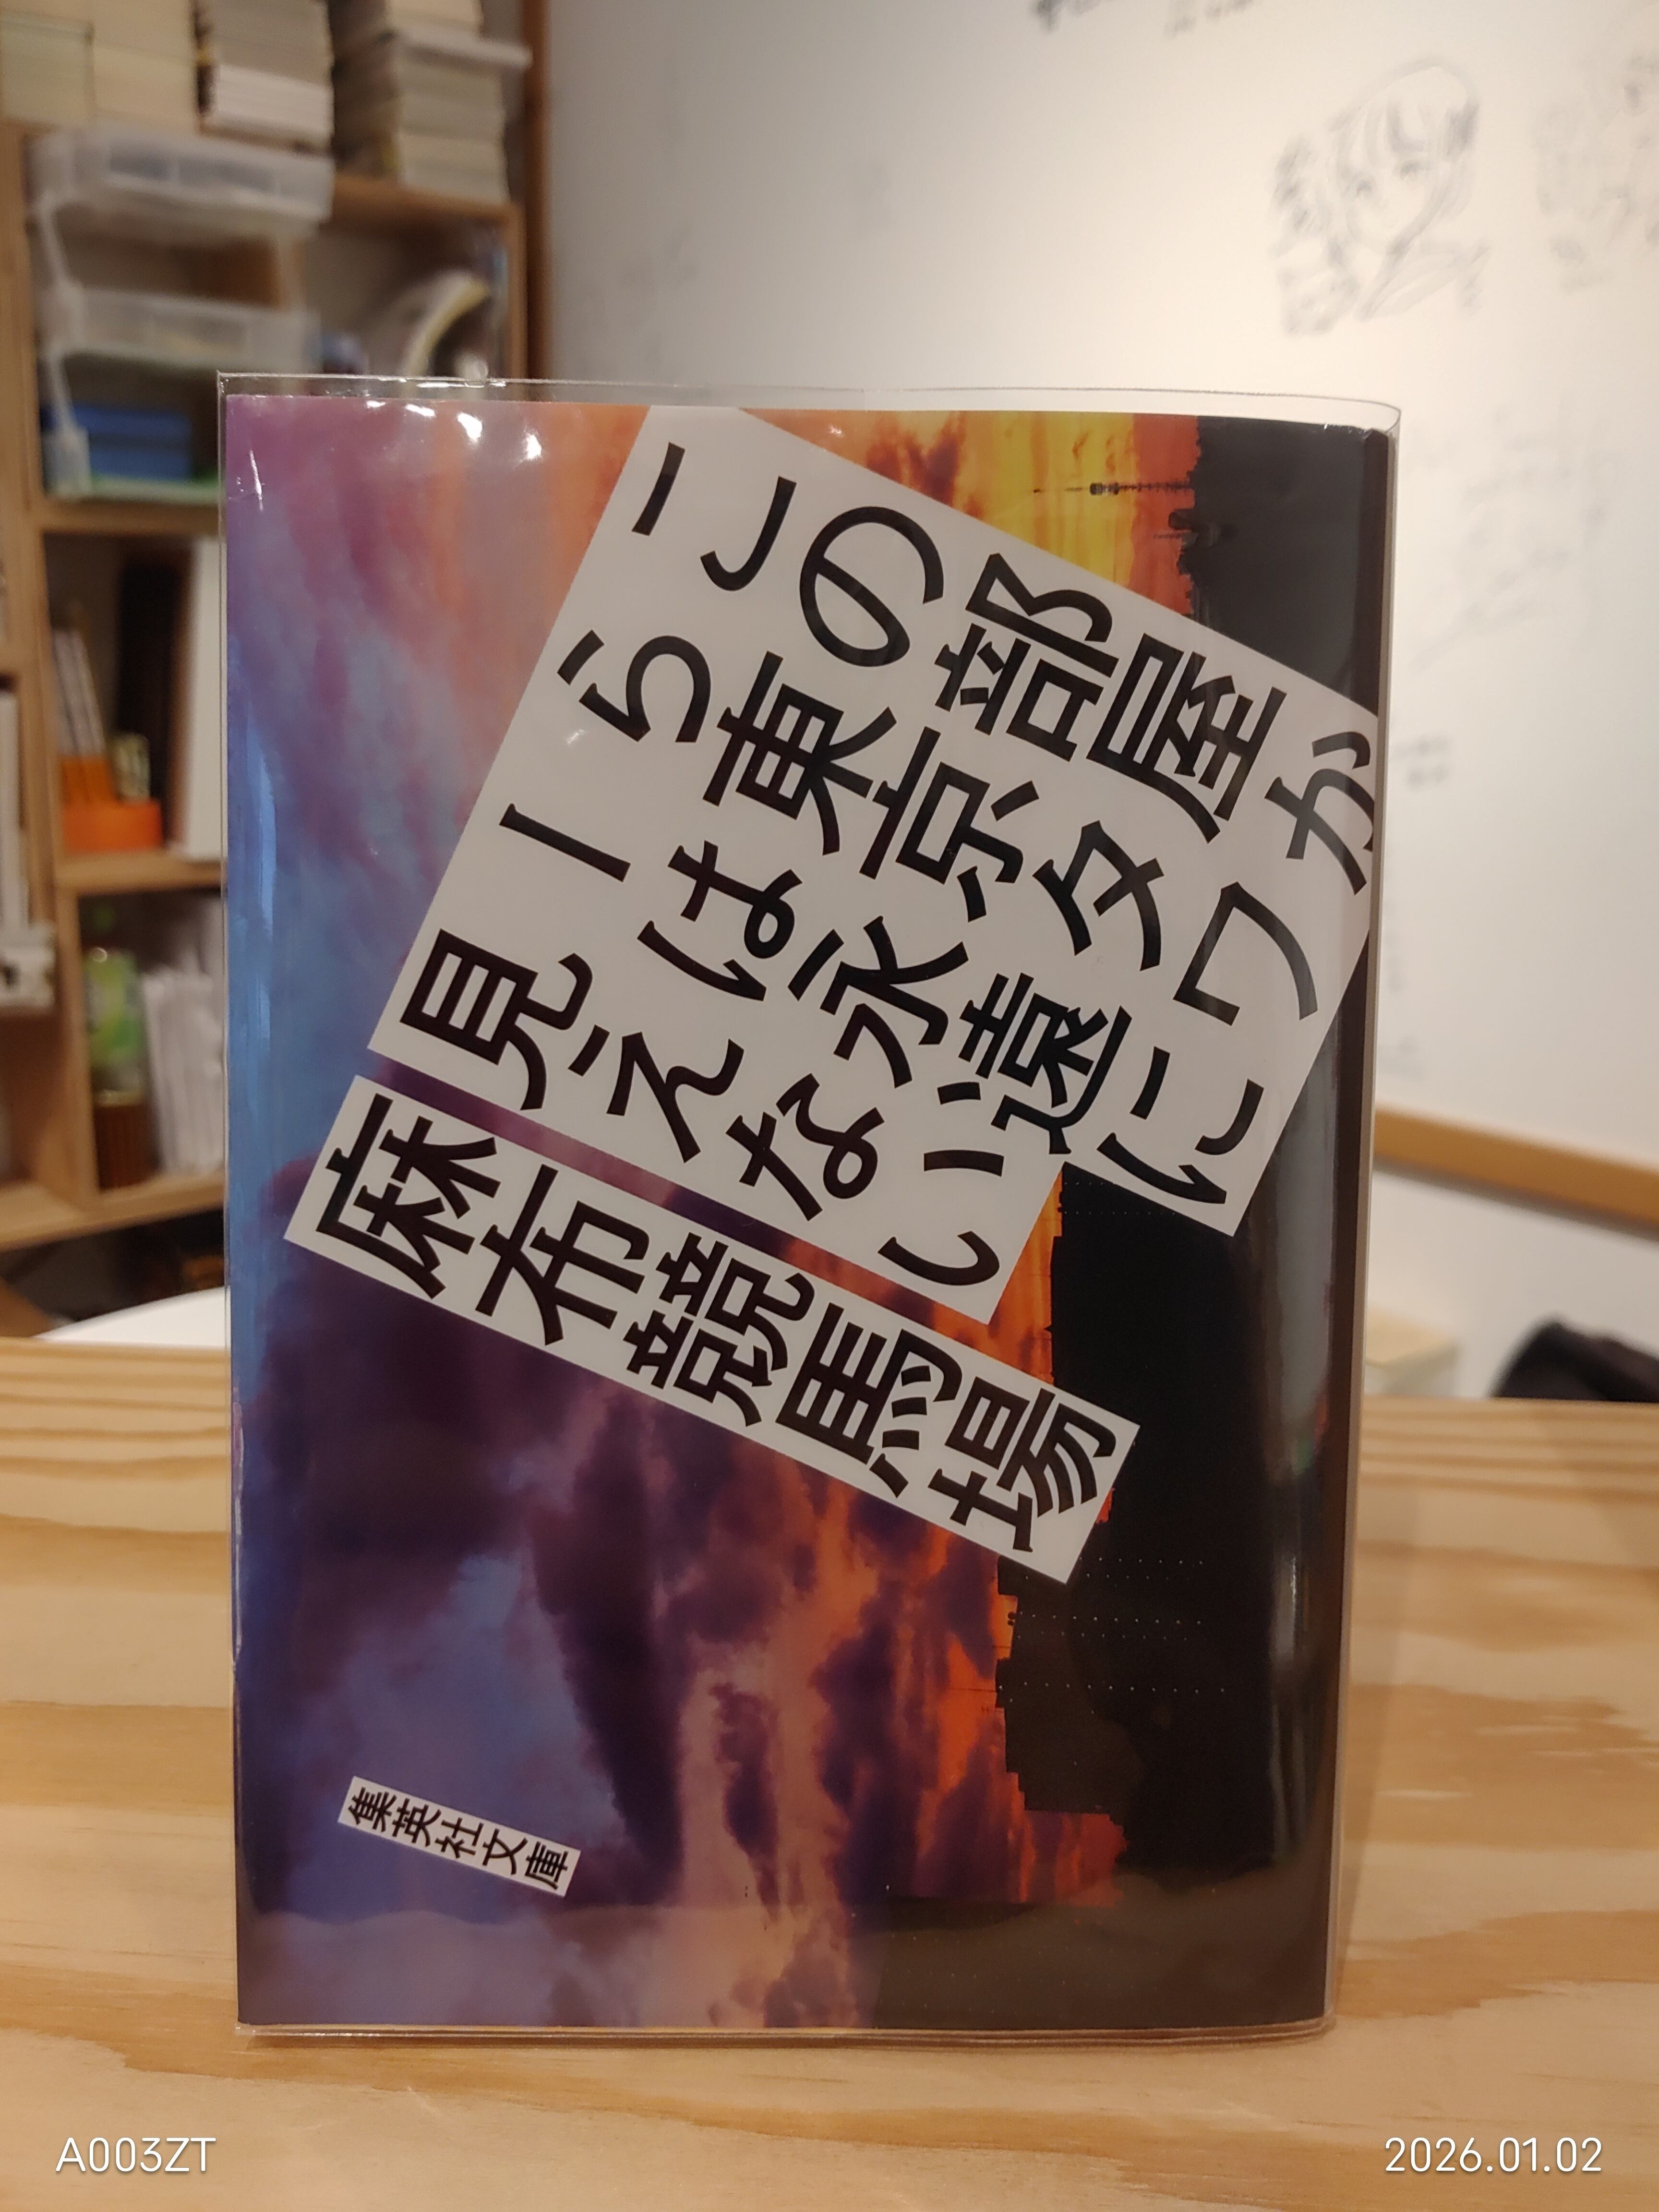 この部屋か
ら東京タワ
ーは永遠に
見えない
麻布競馬場
集英社文庫
A003ZT
2026.01.02